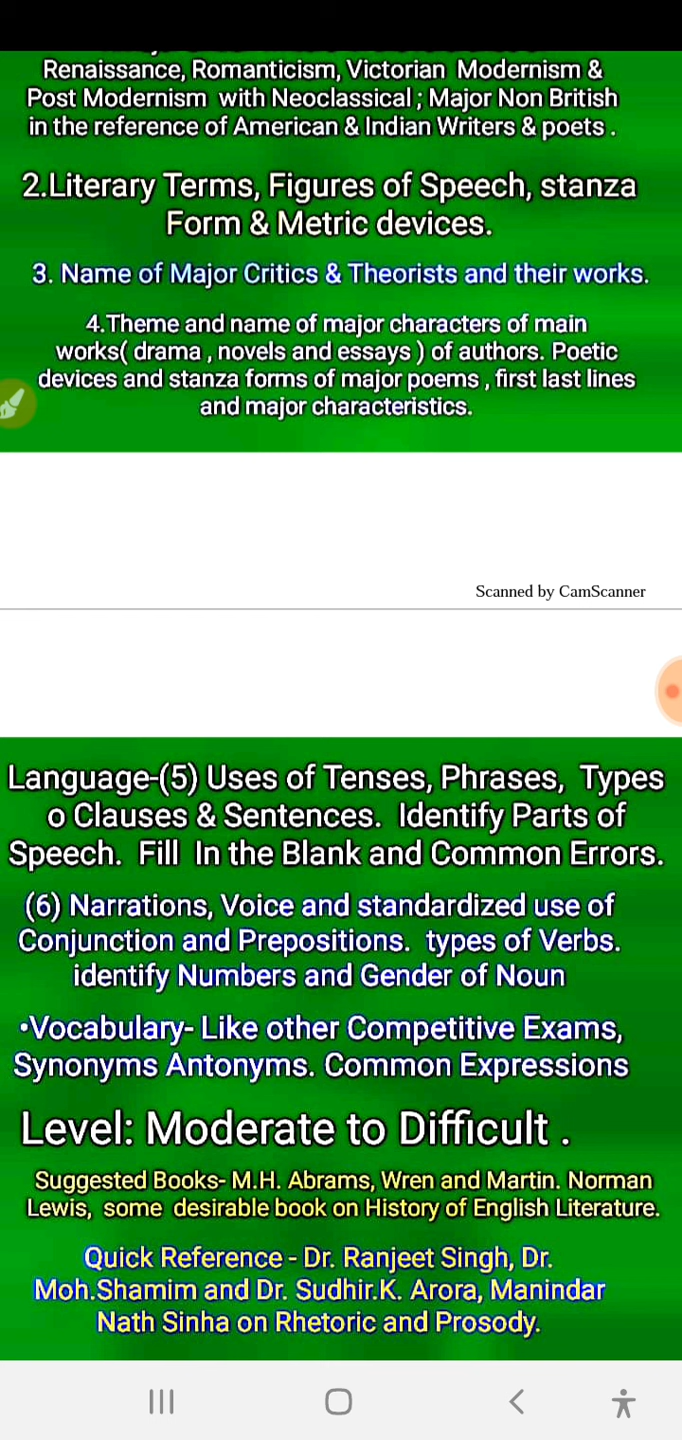 Renaissance, Romanticism, Victorian Modernism &
Post Modernism with Neoclassical ; Major Non British
in the reference of American & Indian Writers & poets .
2.Literary Terms, Figures of Speech, stanza
Form & Metric devices.
3. Name of Major Critics & Theorists and their works.
4.Theme and name of major characters of main
works( drama , novels and essays ) of authors. Poetic
devices and stanza forms of major poems , first last lines
and major characteristics.
Scanned by CamScanner
Language-(5) Uses of Tenses, Phrases, Types
o Clauses & Sentences. Identify Parts of
Speech. Fill In the Blank and Common Errors.
(6) Narrations, Voice and standardized use of
Conjunction and Prepositions. types of Verbs.
identify Numbers and Gender of Noun
•Vocabulary- Like other Competitive Exams,
Synonyms Antonyms. Common Expressions
Level: Moderate to Difficult .
Suggested Books- M.H. Abrams, Wren and Martin. Norman
Lewis, some desirable book on History of English Literature.
Quick Reference - Dr. Ranjeet Singh, Dr.
Moh.Shamim and Dr. Sudhir.K. Arora, Manindar
Nath Sinha on Rhetoric and Prosody.